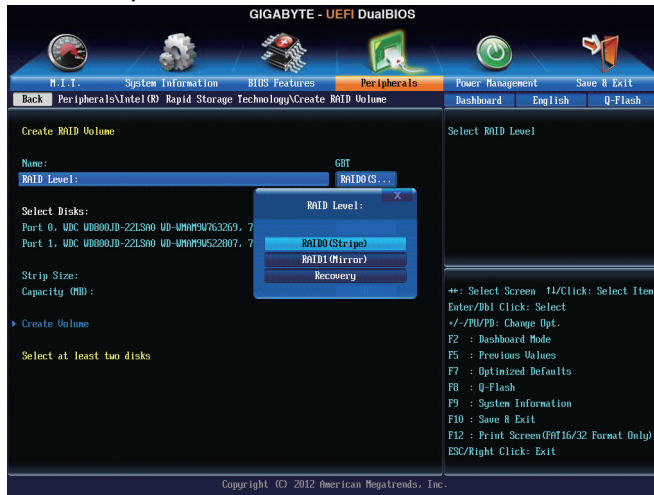 GIGABYTE - UEFI DualBIOS
M.I.T. System Information BIOS Features Peripherals Power Management Save & Exit
Back Peripherals\Intel(R) Rapid Storage Technology\Create RAID Volume Dashboard English Q-Flash
Create RAID Volume
Name: GBT
RAID Level: RAID0(S...
Select Disks:
Port 0, WDC WD800JD-22LSA0 WD-WMAM9W763269, 7
Port 1, WDC WD800JD-22LSA0 WD-WMAM9W522807, 7
Strip Size:
Capacity (MB):
Create Volume
Select at least two disks
X
RAID Level:
RAID0(Stripe)
RAID1(Mirror)
Recovery
Select RAID Level
→←: Select Screen ↑↓/Click: Select Item
Enter/Dbl Click: Select
+/-/PU/PD: Change Opt.
F2 : Dashboard Mode
F5 : Previous Values
F7 : Optimized Defaults
F8 : Q-Flash
F9 : System Information
F10 : Save & Exit
F12 : Print Screen(FAT16/32 Format Only)
ESC/Right Click: Exit
Copyright (C) 2012 American Megatrends, Inc.